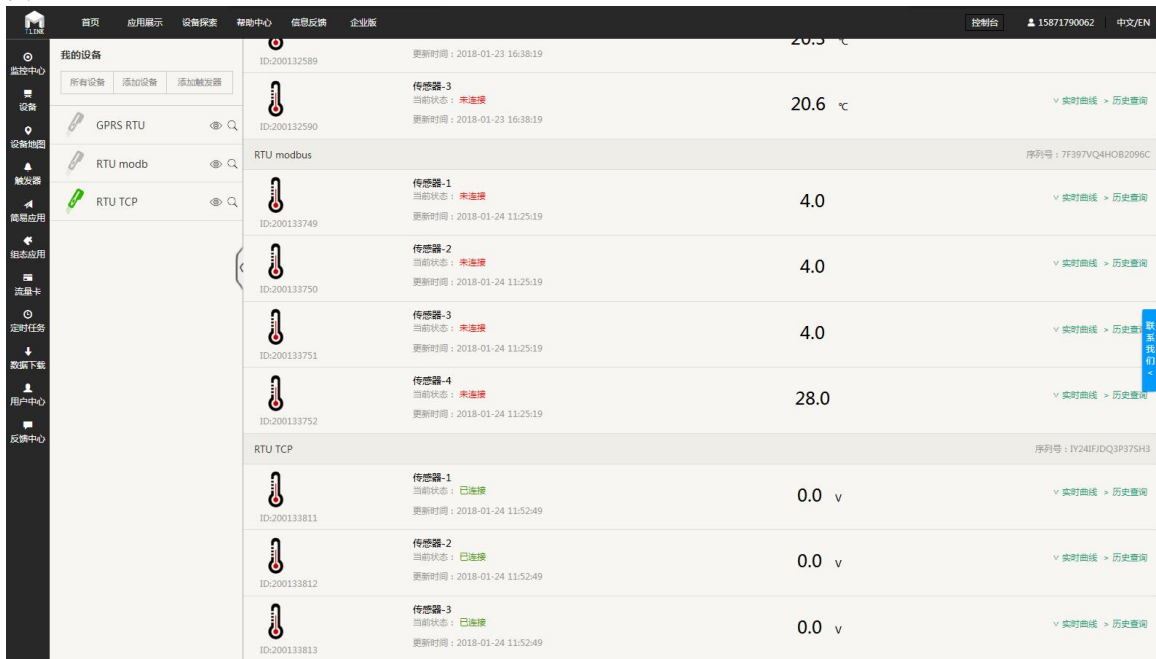 TLINK
首页 应用展示 设备探索 帮助中心 信息反馈 企业版 控制台 15871790062 中文/EN
监控中心
设备
设备地图
触发器
简易应用
组态应用
流量卡
定时任务
数据下载
用户中心
反馈中心
我的设备
所有设备 添加设备 添加触发器
GPRS RTU
RTU modb
RTU TCP
ID:200132589
更新时间：2018-01-23 16:38:19
℃
传感器-3
当前状态：未连接
更新时间：2018-01-23 16:38:19
ID:200132590
20.6 ℃
∨ 实时曲线 > 历史查询
RTU modbus 序列号：7F397VQ4HOB2096C
传感器-1
当前状态：未连接
更新时间：2018-01-24 11:25:19
ID:200133749
4.0
∨ 实时曲线 > 历史查询
传感器-2
当前状态：未连接
更新时间：2018-01-24 11:25:19
ID:200133750
4.0
∨ 实时曲线 > 历史查询
传感器-3
当前状态：未连接
更新时间：2018-01-24 11:25:19
ID:200133751
4.0
∨ 实时曲线 > 历史查
传感器-4
当前状态：未连接
更新时间：2018-01-24 11:25:19
ID:200133752
28.0
∨ 实时曲线 > 历史查询
联系我们
<
RTU TCP 序列号：IY24IFJDQ3P37SH3
传感器-1
当前状态：已连接
更新时间：2018-01-24 11:52:49
ID:200133811
0.0 V
∨ 实时曲线 > 历史查询
传感器-2
当前状态：已连接
更新时间：2018-01-24 11:52:49
ID:200133812
0.0 V
∨ 实时曲线 > 历史查询
传感器-3
当前状态：已连接
更新时间：2018-01-24 11:52:49
ID:200133813
0.0 V
∨ 实时曲线 > 历史查询